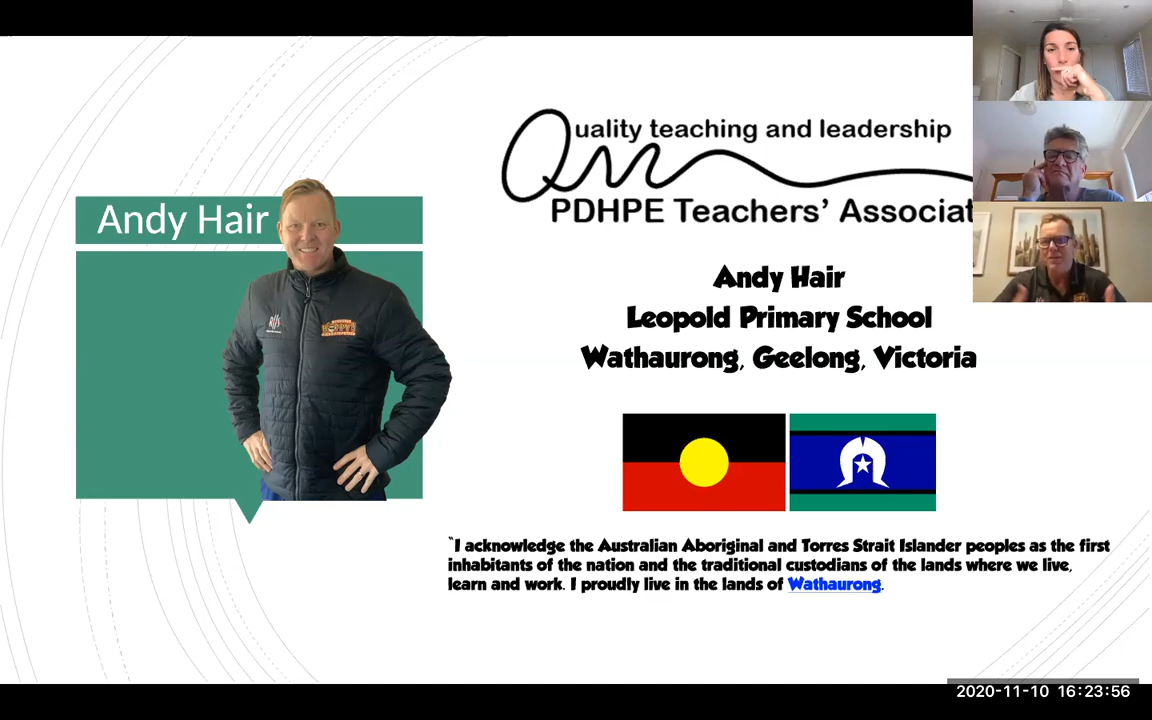 Quality teaching and leadership
PDHPE Teachers’ Associat
Andy Hair
Andy Hair
Leopold Primary School
Wathaurong, Geelong, Victoria
“I acknowledge the Australian Aboriginal and Torres Strait Islander peoples as the first
inhabitants of the nation and the traditional custodians of the lands where we live,
learn and work. I proudly live in the lands of Wathaurong.
2020-11-10 16:23:56